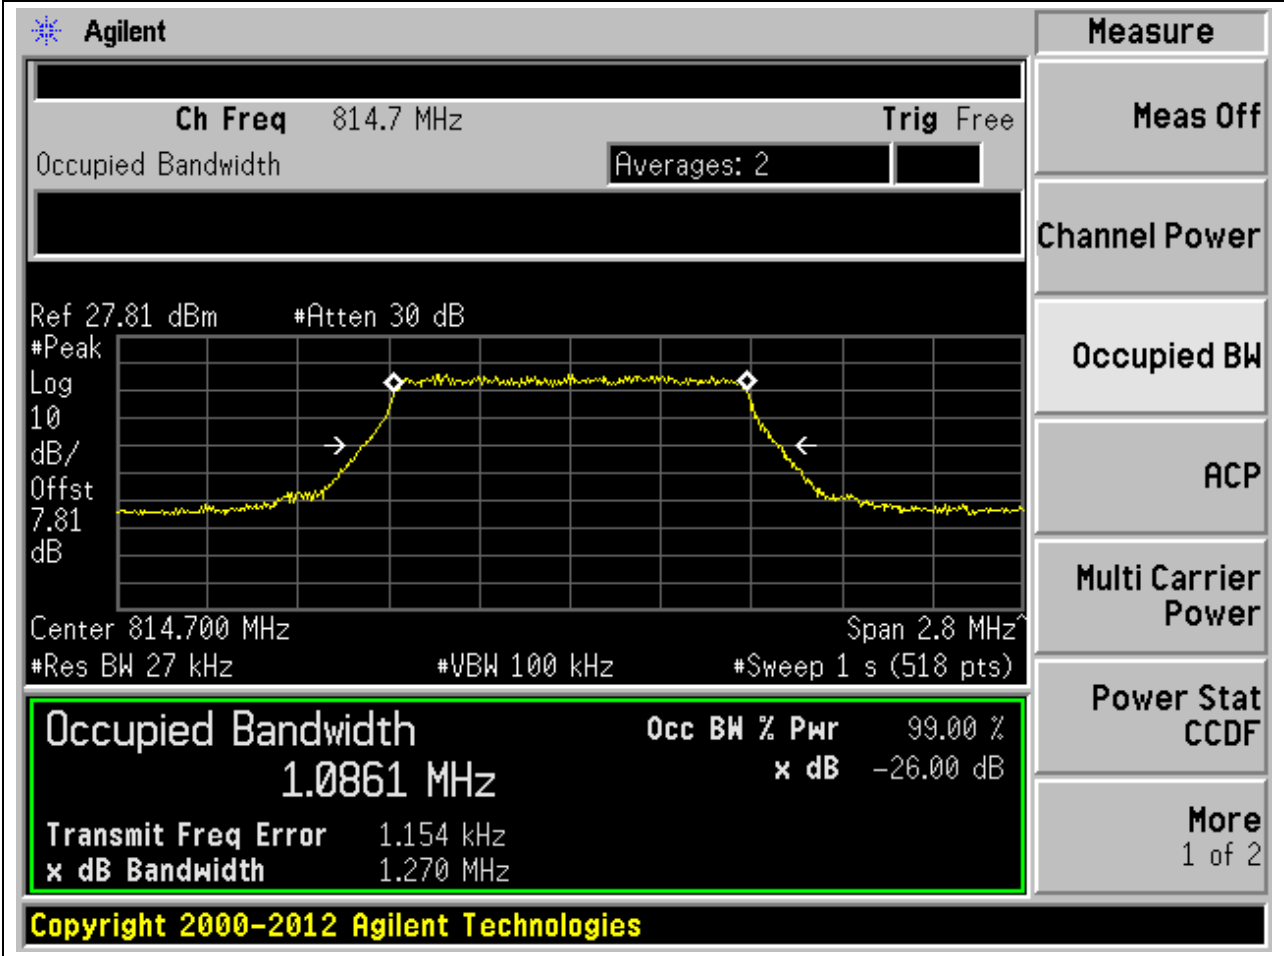 Agilent
Measure
Ch Freq 814.7 MHz Trig Free
Occupied Bandwidth Averages: 2
Meas Off
Channel Power
Occupied BW
ACP
Multi Carrier
Power
Power Stat
CCDF
More
1 of 2
Ref 27.81 dBm #Atten 30 dB
#Peak
Log
10
dB/
Offst
7.81
dB
Center 814.700 MHz Span 2.8 MHz^
#Res BW 27 kHz #VBW 100 kHz #Sweep 1 s (518 pts)
Occupied Bandwidth Occ BW % Pwr 99.00 %
1.0861 MHz x dB -26.00 dB
Transmit Freq Error 1.154 kHz
x dB Bandwidth 1.270 MHz
Copyright 2000-2012 Agilent Technologies